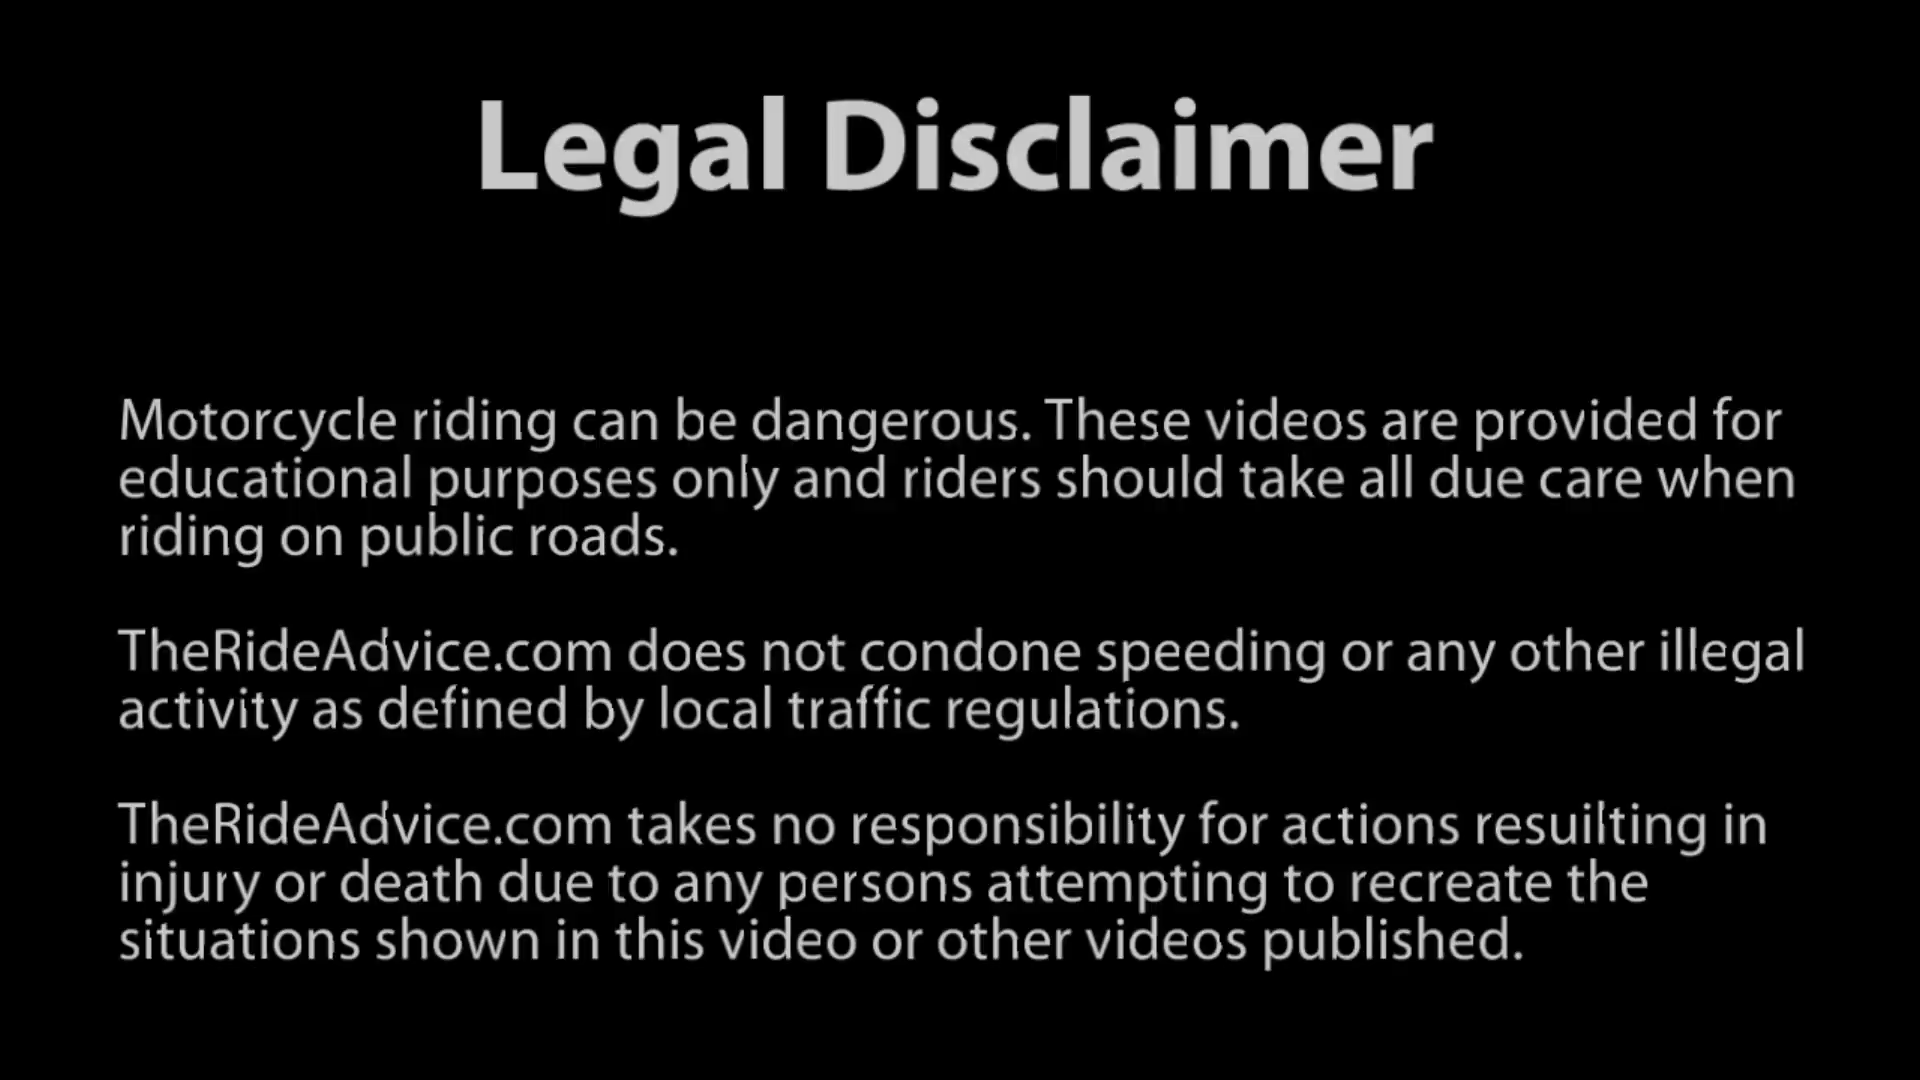 Legal Disclaimer
Motorcycle riding can be dangerous. These videos are provided for
educational purposes only and riders should take all due care when
riding on public roads.
TheRideAdvice.com does not condone speeding or any other illegal
activity as defined by local traffic regulations.
TheRideAdvice.com takes no responsibility for actions resuilting in
injury or death due to any persons attempting to recreate the
situations shown in this video or other videos published.